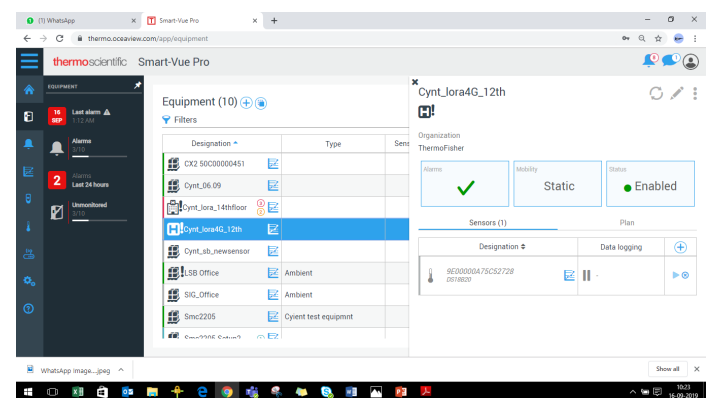 (1) WhatsApp
Smart-Vue Pro
thermo.oceaview.com/app/equipment
thermoscientific Smart-Vue Pro
EQUIPMENT
16 SEP
Last alarm
1:12 AM
Alarms
3/10
2
Alarms
Last 24 hours
Unmonitored
3/10
Equipment (10)
Filters
Designation Type Sens
CX2 50C00000451
Cynt_06.09
Cynt_lora_14thfloor
Cynt_lora4G_12th
Cynt_sb_newsensor
LSB Office Ambient
SIG_Office Ambient
Smc2205 Cyient test equipmnt
Smc2205 Setup2
Cynt_lora4G_12th
Organization
ThermoFisher
Alarms
Mobility
Static
Status
Enabled
Sensors (1) Plan
Designation Data logging
9E00000A75C52728
DS18B20
-
WhatsApp Image....jpeg
Show all
10:23
16-09-2019